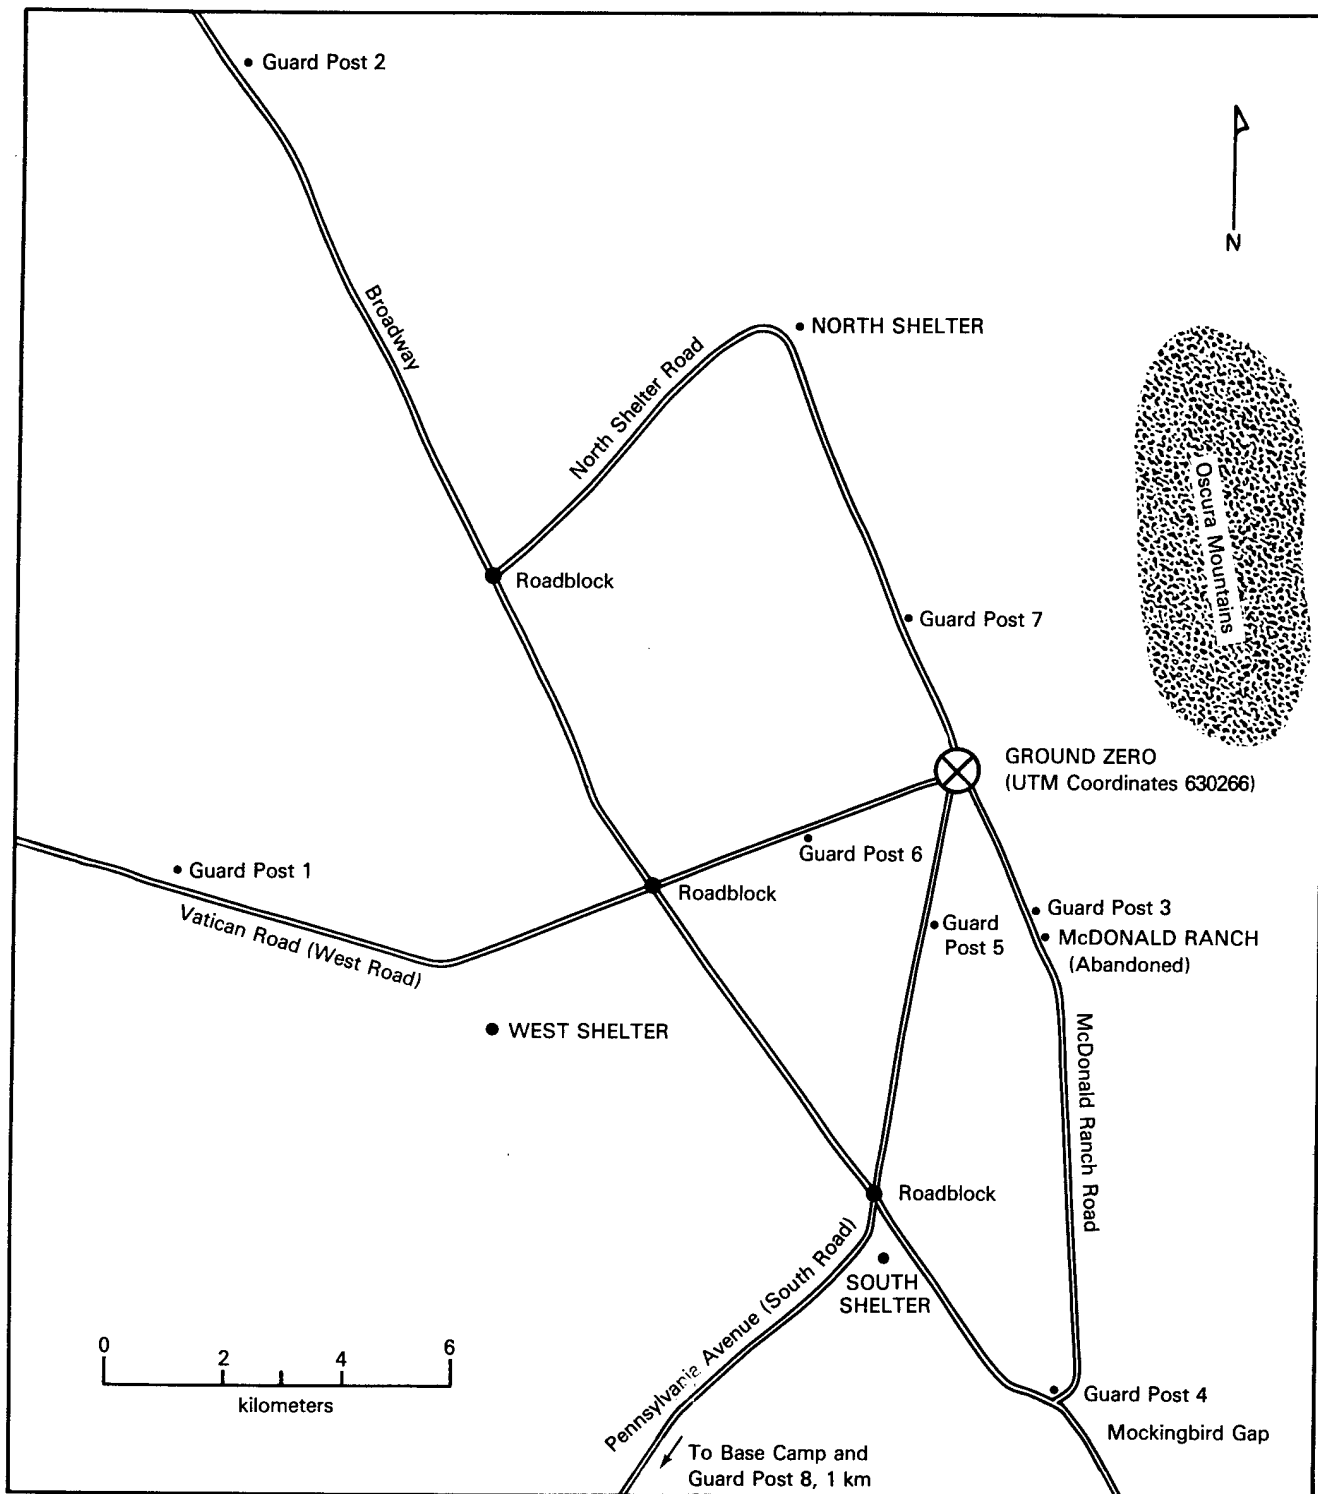 Guard Post 2
N
Broadway
North Shelter Road
NORTH SHELTER
Oscura Mountains
Roadblock
Guard Post 7
GROUND ZERO
(UTM Coordinates 630266)
Guard Post 1
Guard Post 6
Roadblock
Vatican Road (West Road)
Guard Post 3
Guard
Post 5
McDONALD RANCH
(Abandoned)
WEST SHELTER
McDonald Ranch Road
Roadblock
SOUTH
SHELTER
Pennsylvania Avenue (South Road)
0 2 4 6
kilometers
Guard Post 4
Mockingbird Gap
To Base Camp and
Guard Post 8, 1 km